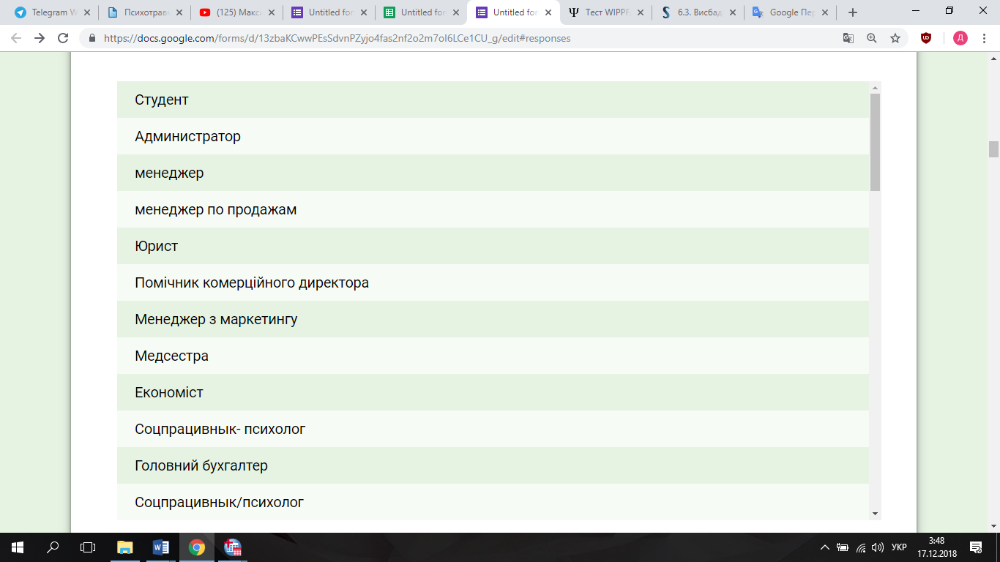 Telegram W
Психотрав
(125) Макс
Untitled for
Untitled for
Untitled for
Тест WIPPF
6.3. Висбад
Google Пер
https://docs.google.com/forms/d/13zbaKCwwPEsSdvnPZyjo4fas2nf2o2m7oI6LCe1CU_g/edit#responses
Д
Студент
Администратор
менеджер
менеджер по продажам
Юрист
Помічник комерційного директора
Менеджер з маркетингу
Медсестра
Економіст
Соцпрацивнык- психолог
Головний бухгалтер
Соцпрацивнык/психолог
УКР
3:48
17.12.2018